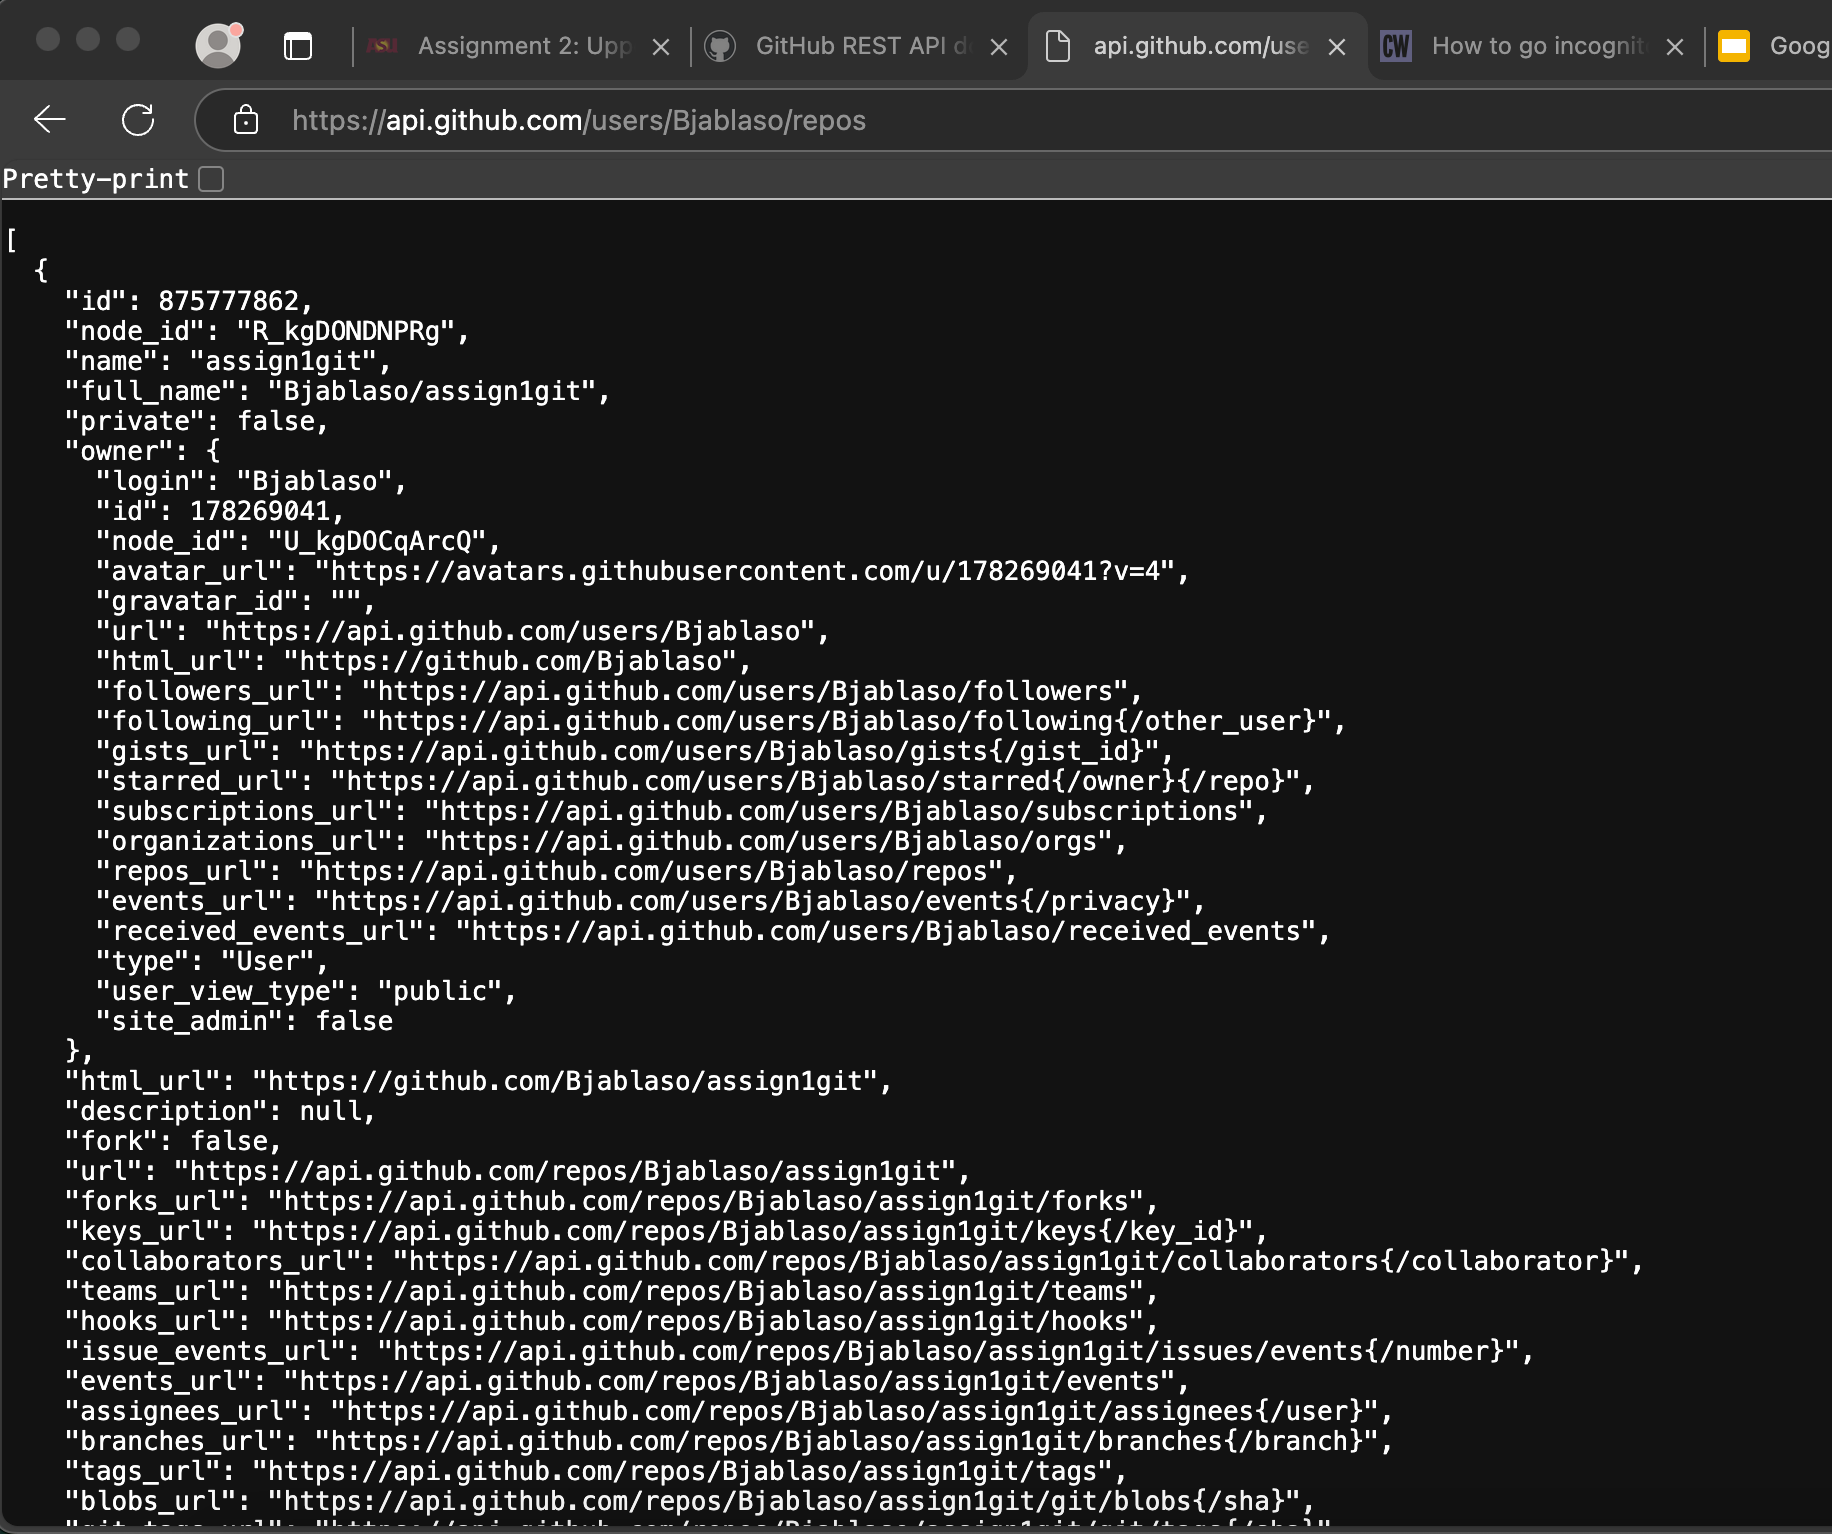 Assignment 2: Upp
GitHub REST API d
api.github.com/use
CW
How to go incognit
Goog
https://api.github.com/users/Bjablaso/repos
Pretty-print
[
  {
    "id": 875777862,
    "node_id": "R_kgDONDNPRg",
    "name": "assign1git",
    "full_name": "Bjablaso/assign1git",
    "private": false,
    "owner": {
      "login": "Bjablaso",
      "id": 178269041,
      "node_id": "U_kgDOCqArcQ",
      "avatar_url": "https://avatars.githubusercontent.com/u/178269041?v=4",
      "gravatar_id": "",
      "url": "https://api.github.com/users/Bjablaso",
      "html_url": "https://github.com/Bjablaso",
      "followers_url": "https://api.github.com/users/Bjablaso/followers",
      "following_url": "https://api.github.com/users/Bjablaso/following{/other_user}",
      "gists_url": "https://api.github.com/users/Bjablaso/gists{/gist_id}",
      "starred_url": "https://api.github.com/users/Bjablaso/starred{/owner}{/repo}",
      "subscriptions_url": "https://api.github.com/users/Bjablaso/subscriptions",
      "organizations_url": "https://api.github.com/users/Bjablaso/orgs",
      "repos_url": "https://api.github.com/users/Bjablaso/repos",
      "events_url": "https://api.github.com/users/Bjablaso/events{/privacy}",
      "received_events_url": "https://api.github.com/users/Bjablaso/received_events",
      "type": "User",
      "user_view_type": "public",
      "site_admin": false
    },
    "html_url": "https://github.com/Bjablaso/assign1git",
    "description": null,
    "fork": false,
    "url": "https://api.github.com/repos/Bjablaso/assign1git",
    "forks_url": "https://api.github.com/repos/Bjablaso/assign1git/forks",
    "keys_url": "https://api.github.com/repos/Bjablaso/assign1git/keys{/key_id}",
    "collaborators_url": "https://api.github.com/repos/Bjablaso/assign1git/collaborators{/collaborator}",
    "teams_url": "https://api.github.com/repos/Bjablaso/assign1git/teams",
    "hooks_url": "https://api.github.com/repos/Bjablaso/assign1git/hooks",
    "issue_events_url": "https://api.github.com/repos/Bjablaso/assign1git/issues/events{/number}",
    "events_url": "https://api.github.com/repos/Bjablaso/assign1git/events",
    "assignees_url": "https://api.github.com/repos/Bjablaso/assign1git/assignees{/user}",
    "branches_url": "https://api.github.com/repos/Bjablaso/assign1git/branches{/branch}",
    "tags_url": "https://api.github.com/repos/Bjablaso/assign1git/tags",
    "blobs_url": "https://api.github.com/repos/Bjablaso/assign1git/git/blobs{/sha}",